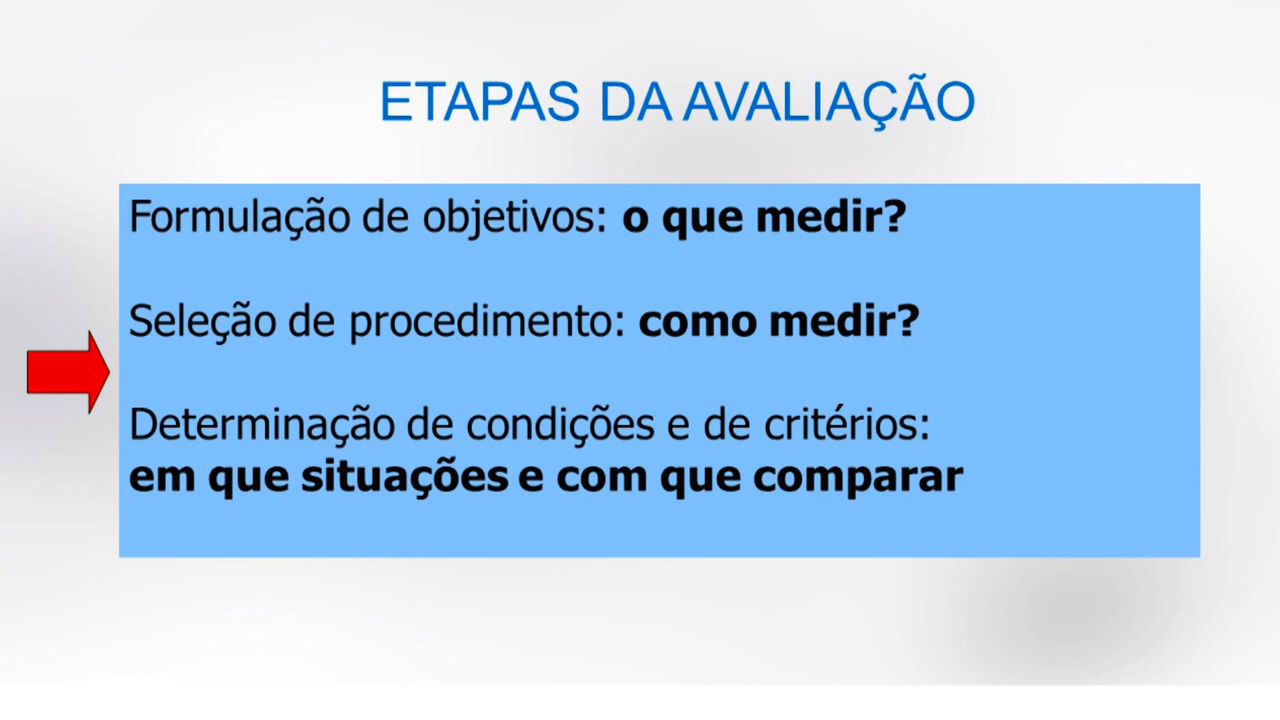 ETAPAS DA AVALIAÇÃO
Formulação de objetivos: o que medir?
Seleção de procedimento: como medir?
Determinação de condições e de critérios:
em que situações e com que comparar